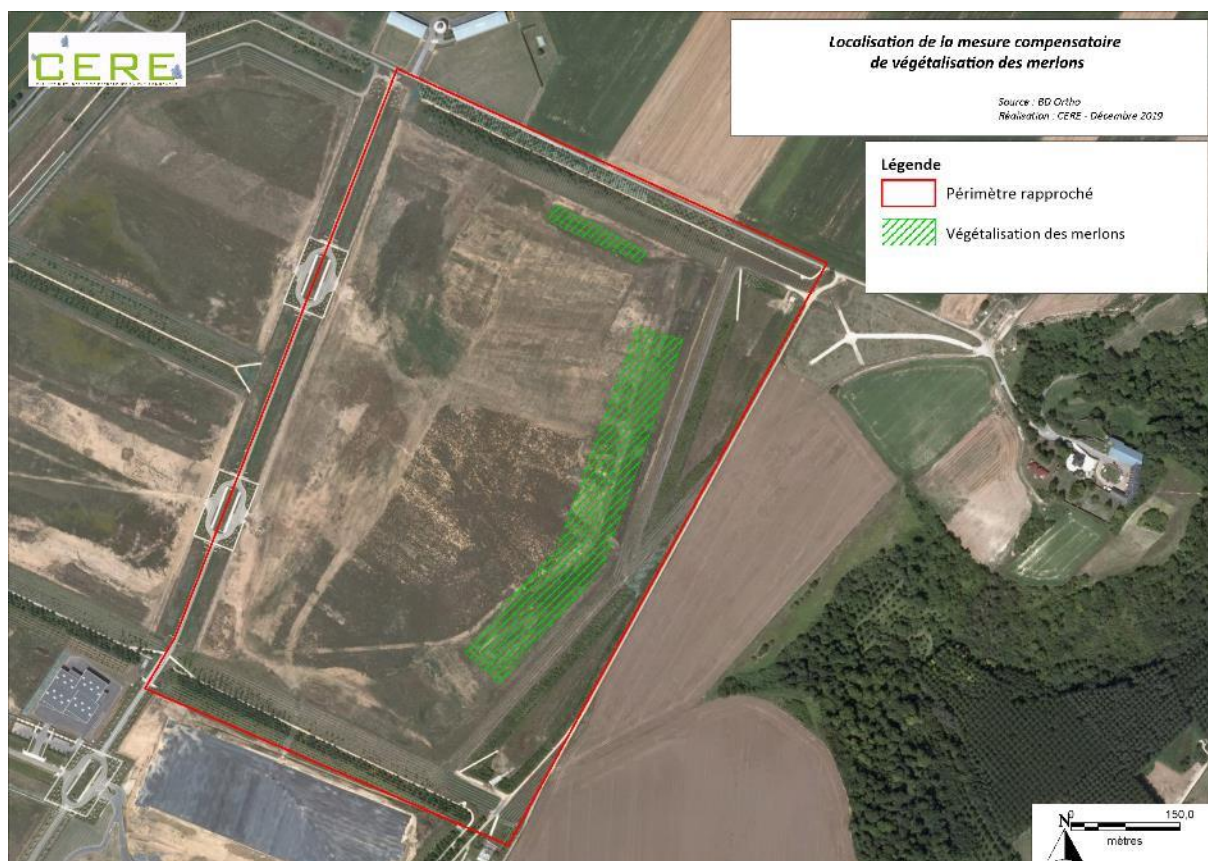 CERE
Localisation de la mesure compensatoire
de végétalisation des merlons
Source : BD Ortho
Réalisation : CERE - Décembre 2019
Légende
Périmètre rapproché
Végétalisation des merlons
N
0 150,0
mètres